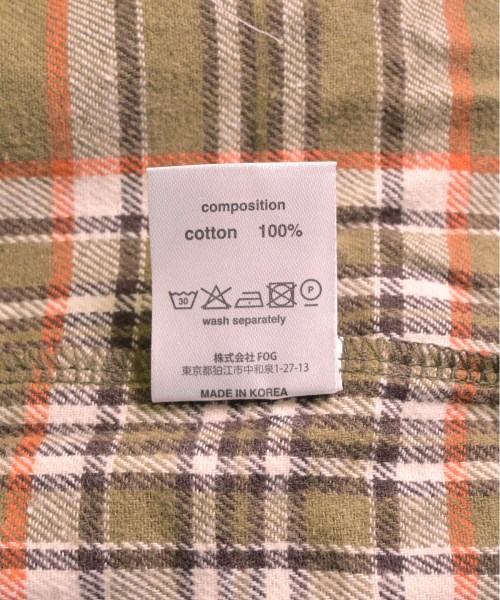 composition
cotton 100%
30 P
wash separately
株式会社 FOG
東京都狛江市中和泉1-27-13
MADE IN KOREA